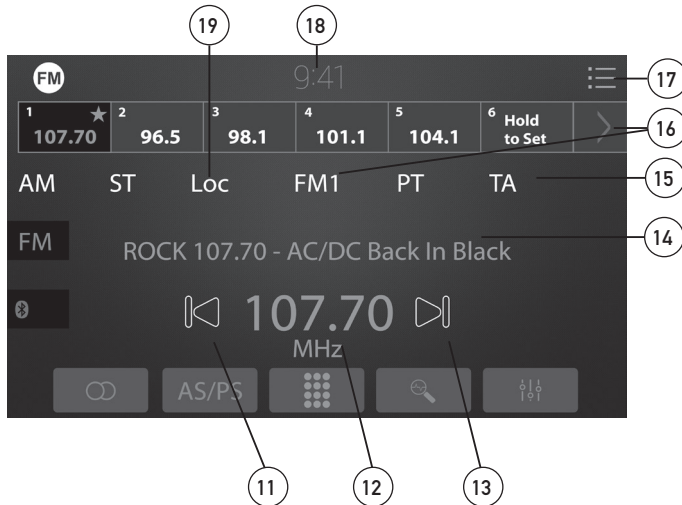 19 18
FM 9:41 17
1 107.70 2 96.5 3 98.1 4 101.1 5 104.1 6 Hold to Set 16
AM ST Loc FM1 PT TA 15
FM ROCK 107.70 - AC/DC Back In Black 14
107.70
MHz
AS/PS
11 12 13